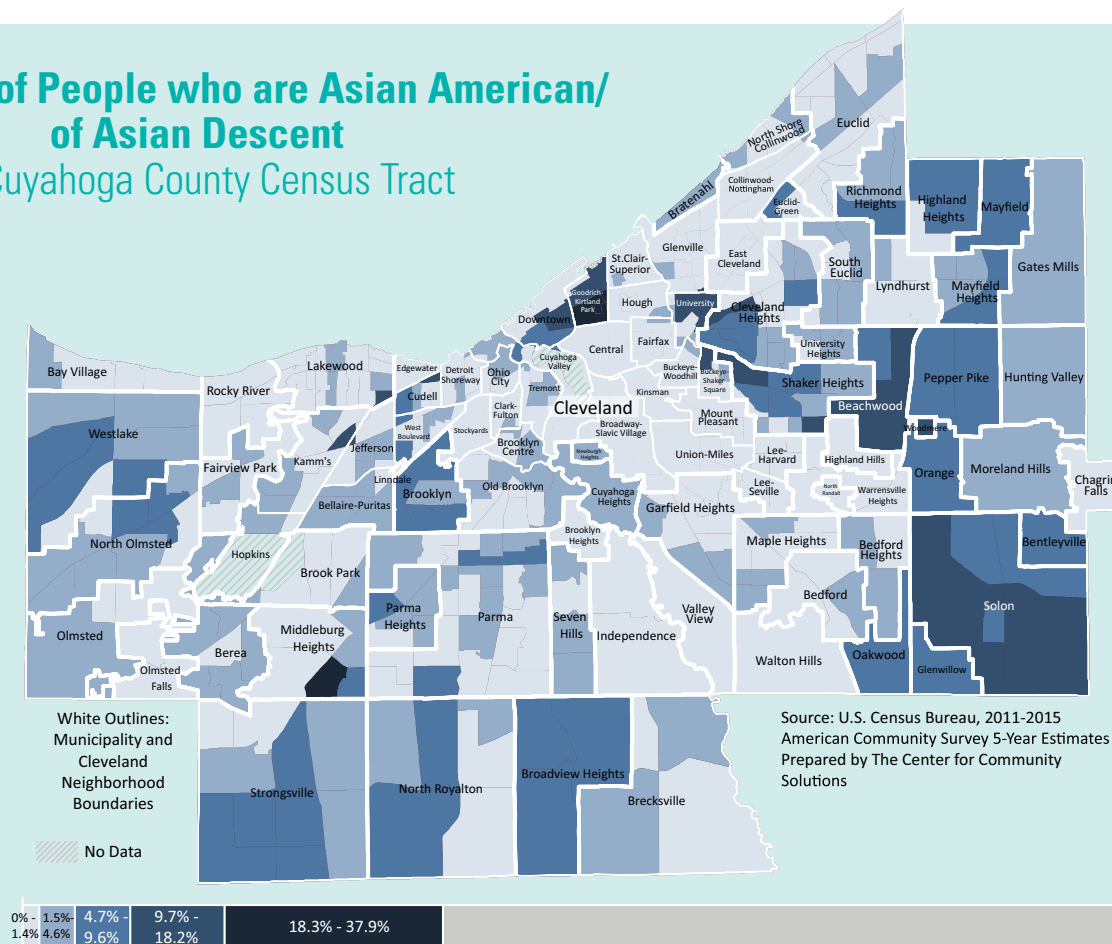 of People who are Asian American/
of Asian Descent
Cuyahoga County Census Tract
North Shore
Collinwood
Euclid
Collinwood-
Nottingham
Bratenahl
Euclid-
Green
Richmond
Heights
Highland
Heights
Mayfield
Glenville
East
Cleveland
St.Clair-
Superior
South
Euclid
Lyndhurst
Mayfield
Heights
Gates Mills
Goodrich
Kirtland
Park
Hough
University
Cleveland
Heights
Downtown
Fairfax
Central
University
Heights
Bay Village
Lakewood
Edgewater
Detroit
Shoreway
Ohio
City
Cuyahoga
Valley
Buckeye-
Woodhill
Buckeye-
Shaker
Square
Shaker Heights
Pepper Pike
Hunting Valley
Rocky River
Cudell
Tremont
Kinsman
Cleveland
Beachwood
Clark-
Fulton
Mount
Pleasant
Westlake
West
Boulevard
Stockyards
Broadway-
Slavic Village
Woodmere
Jefferson
Brooklyn
Centre
Newburgh
Heights
Union-Miles
Lee-
Harvard
Highland Hills
Fairview Park
Kamm's
Linndale
Orange
Moreland Hills
Chagrin
Falls
Brooklyn
Old Brooklyn
Cuyahoga
Heights
Lee-
Seville
North
Randall
Warrensville
Heights
Bellaire-Puritas
Garfield Heights
North Olmsted
Hopkins
Brooklyn
Heights
Maple Heights
Bedford
Heights
Bentleyville
Brook Park
Bedford
Solon
Olmsted
Parma
Heights
Parma
Seven
Hills
Valley
View
Middleburg
Heights
Independence
Berea
Walton Hills
Oakwood
Olmsted
Falls
Glenwillow
White Outlines:
Municipality and
Cleveland
Neighborhood
Boundaries
Source: U.S. Census Bureau, 2011-2015
American Community Survey 5-Year Estimates
Prepared by The Center for Community
Solutions
Strongsville
North Royalton
Broadview Heights
Brecksville
No Data
0% -
1.4%
1.5%-
4.6%
4.7% -
9.6%
9.7% -
18.2%
18.3% - 37.9%